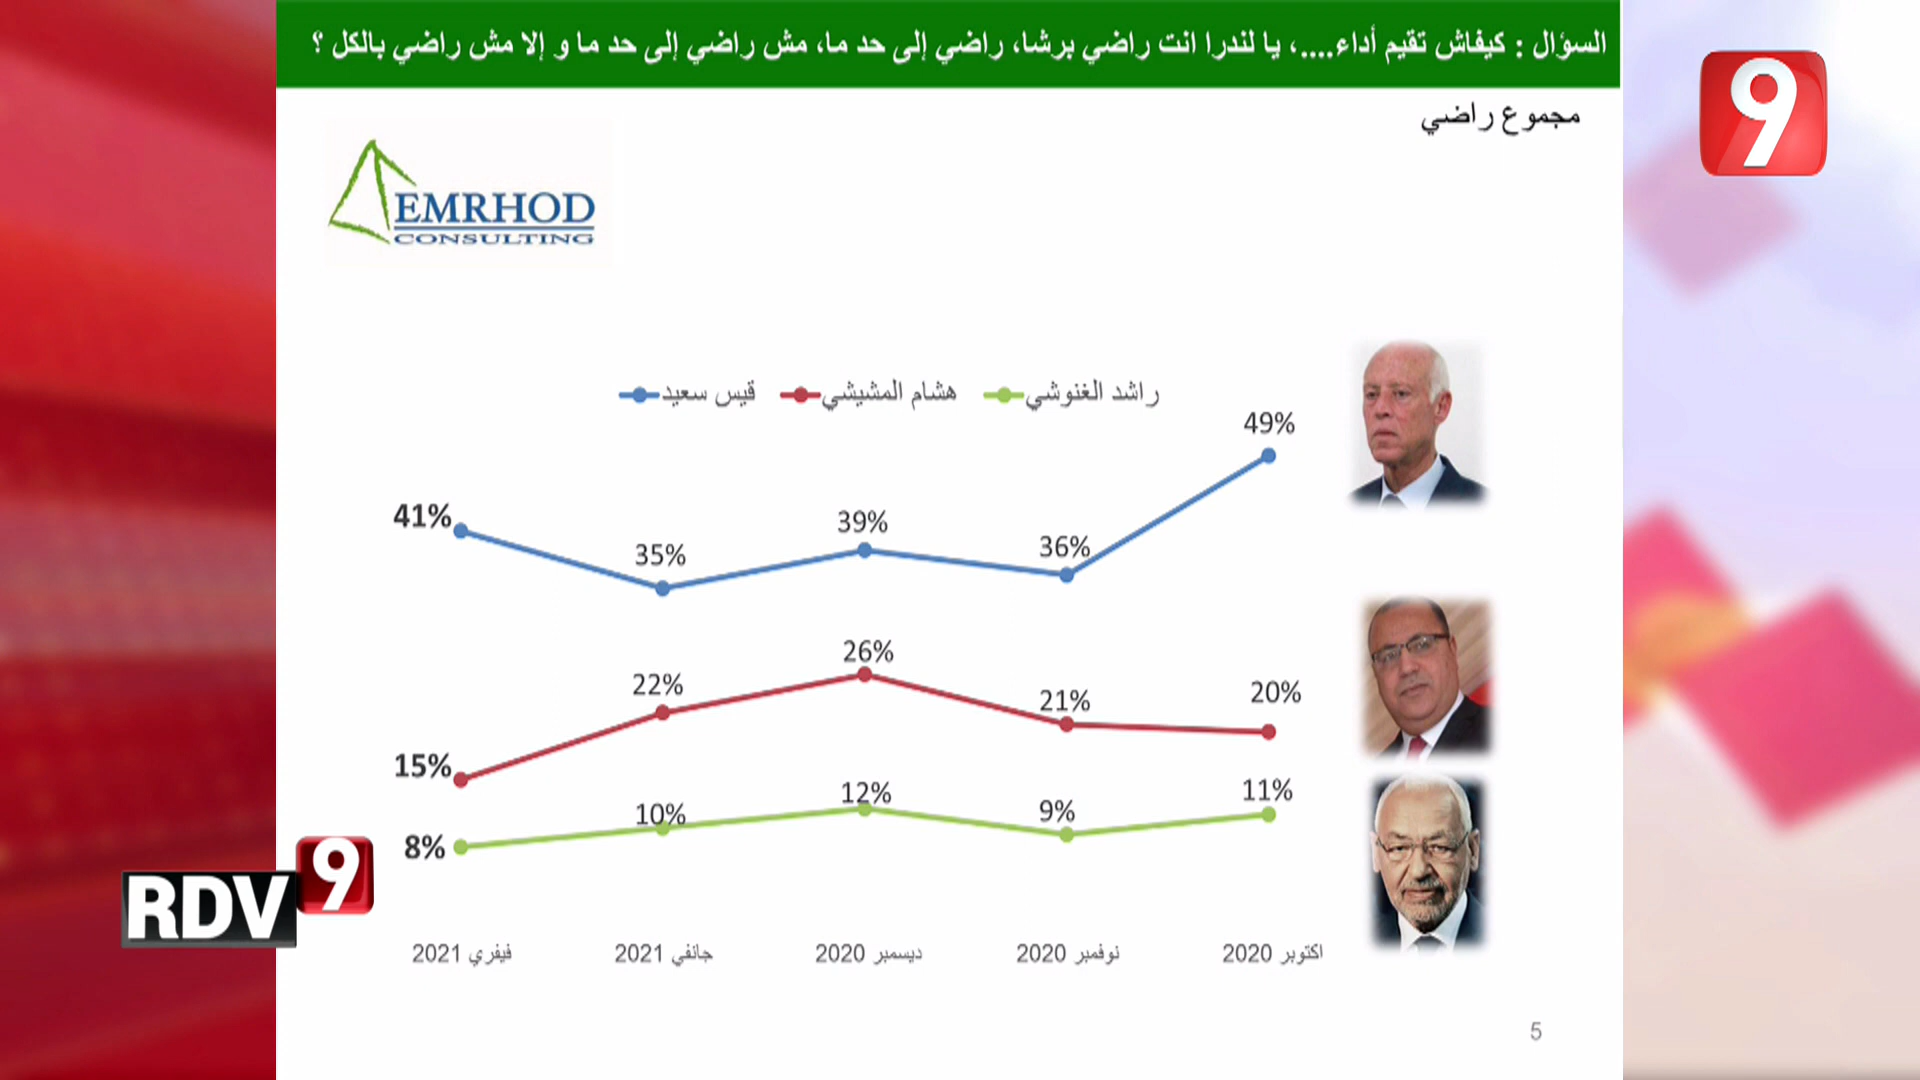 السؤال : كيفاش تقيم أداء....، يا لندرا انت راضي برشا، راضي إلى حد ما، مش راضي إلى حد ما و إلا مش راضي بالكل ؟
مجموع راضي
9
EMRHOD
CONSULTING
قيس سعيد
هشام المشيشي
راشد الغنوشي
49%
36%
39%
35%
41%
20%
21%
26%
22%
15%
11%
9%
12%
10%
8%
RDV 9
اكتوبر 2020
نوفمبر 2020
ديسمبر 2020
جانفي 2021
فيفري 2021
5